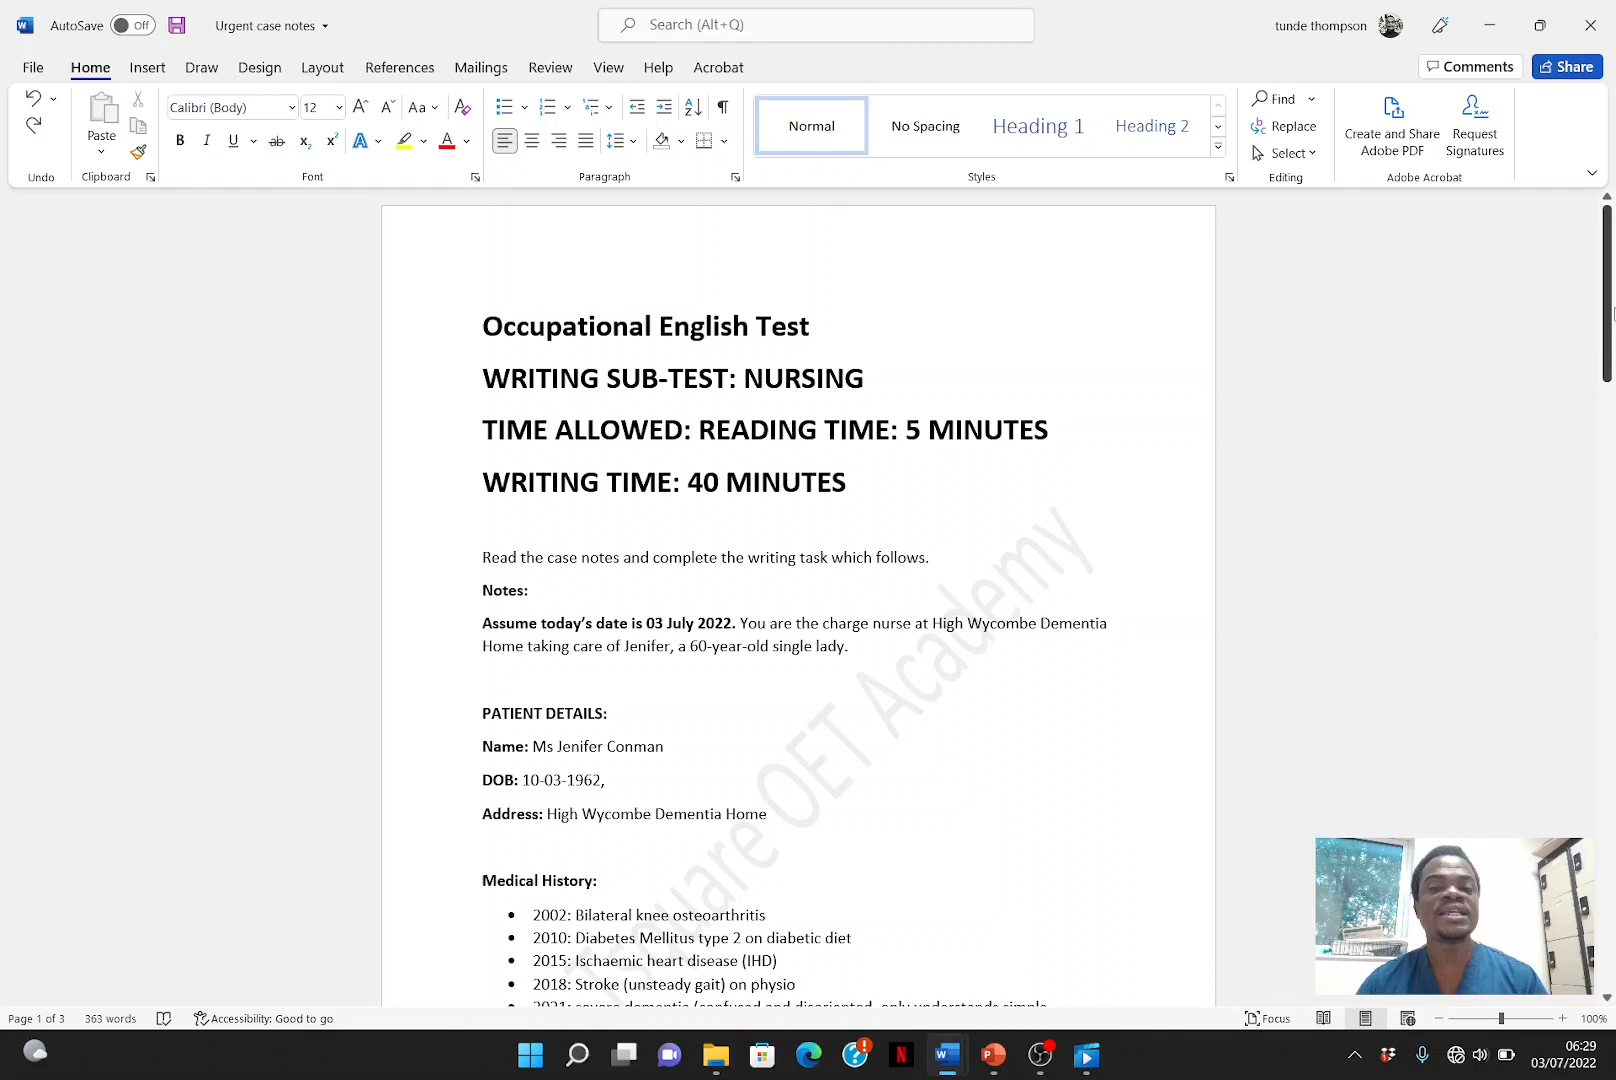 AutoSave Off Urgent case notes Search (Alt+Q) tunde thompson
File Home Insert Draw Design Layout References Mailings Review View Help Acrobat Comments Share
Calibri (Body) 12 Aa Normal No Spacing Heading 1 Heading 2 Find Replace Select
Paste Create and Share Adobe PDF Request Signatures
Undo Clipboard Font Paragraph Styles Editing Adobe Acrobat
Occupational English Test
WRITING SUB-TEST: NURSING
TIME ALLOWED: READING TIME: 5 MINUTES
WRITING TIME: 40 MINUTES
Read the case notes and complete the writing task which follows.
Notes:
Assume today's date is 03 July 2022. You are the charge nurse at High Wycombe Dementia
Home taking care of Jenifer, a 60-year-old single lady.
PATIENT DETAILS:
Name: Ms Jenifer Conman
DOB: 10-03-1962,
Address: High Wycombe Dementia Home
Medical History:
• 2002: Bilateral knee osteoarthritis
• 2010: Diabetes Mellitus type 2 on diabetic diet
• 2015: Ischaemic heart disease (IHD)
• 2018: Stroke (unsteady gait) on physio
• 2021: severe dementia (confused and disoriented, only understands simple
Tsquare OET Academy
Page 1 of 3 363 words Accessibility: Good to go Focus 100%
06:29
03/07/2022